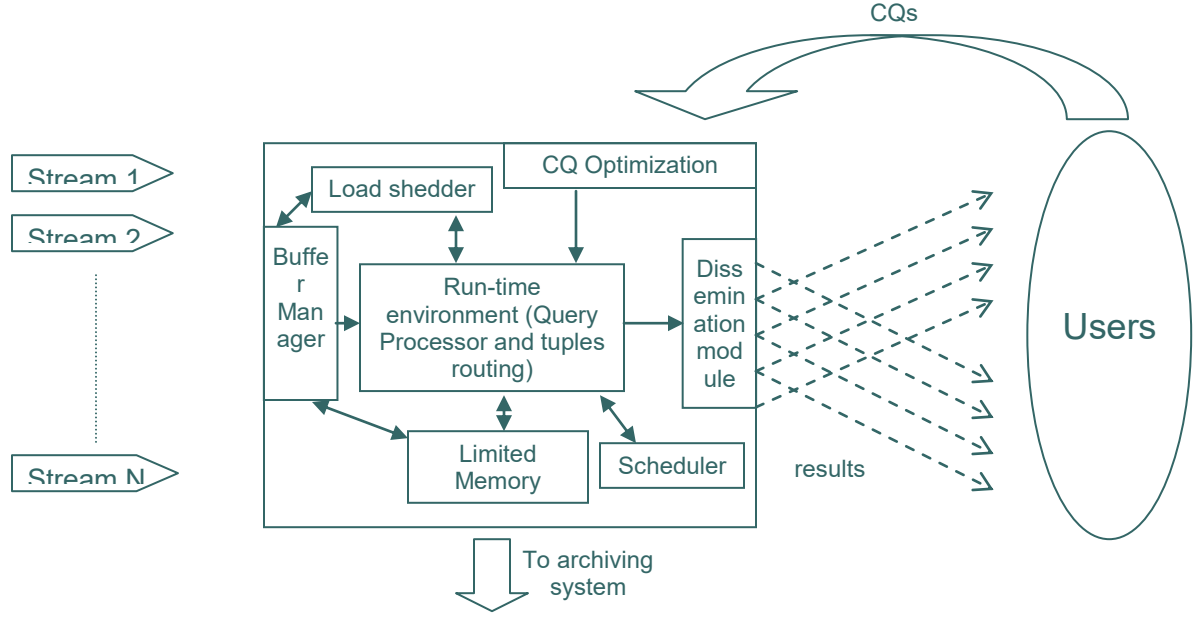 CQs
CQ Optimization
Stream 1
Load shedder
Stream 2
Buffe
r
Man
ager
Run-time
environment (Query
Processor and tuples
routing)
Diss
emin
ation
mod
ule
Users
Limited
Memory
Scheduler
Stream N
results
To archiving
system